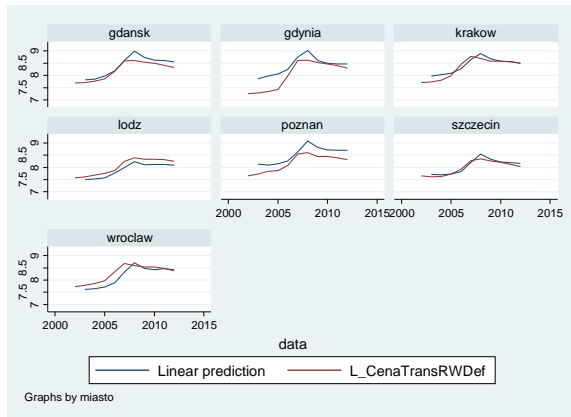 gdansk gdynia krakow
9
8.5
8
7.5
7
lodz poznan szczecin
9
8.5
8
7.5
7
2000 2005 2010 2015 2000 2005 2010 2015
wroclaw
9
8.5
8
7.5
7
2000 2005 2010 2015
data
Linear prediction L_CenaTransRWDef
Graphs by miasto